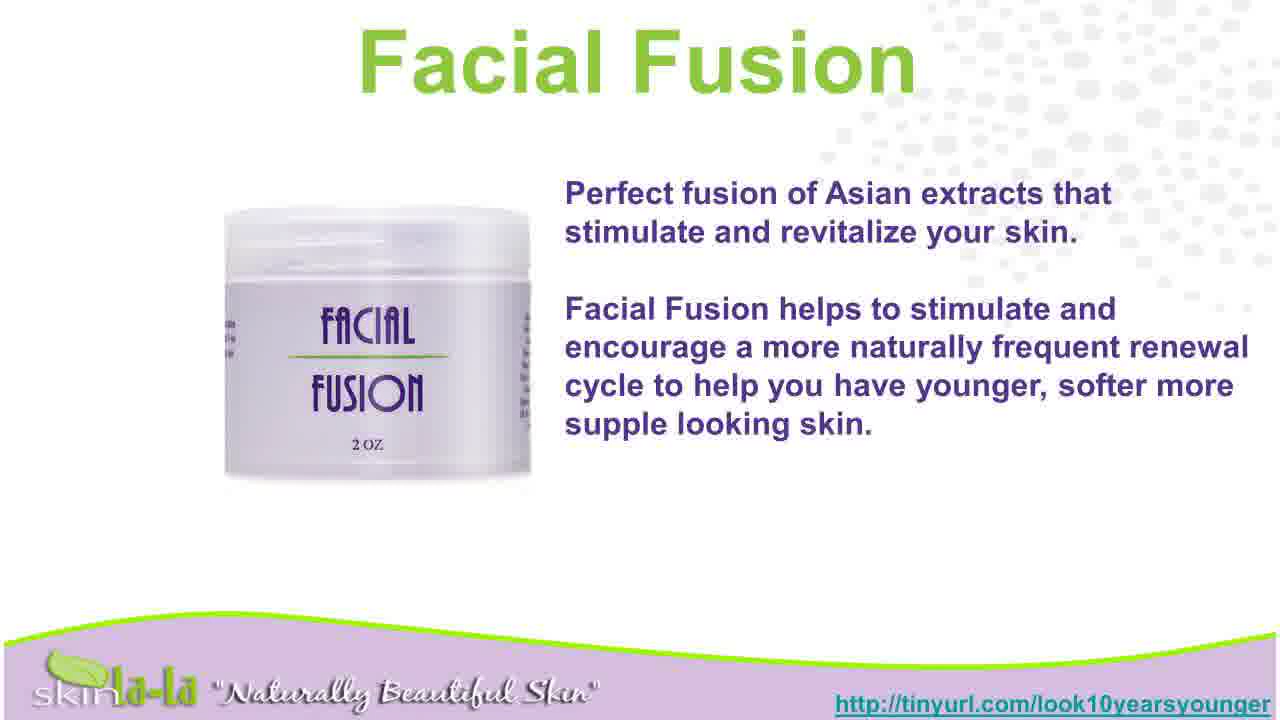 Facial Fusion
Perfect fusion of Asian extracts that
stimulate and revitalize your skin.
Facial Fusion helps to stimulate and
encourage a more naturally frequent renewal
cycle to help you have younger, softer more
supple looking skin.
FACIAL
FUSION
2 OZ
skin la-la "Naturally Beautiful Skin"
http://tinyurl.com/look10yearsyounger